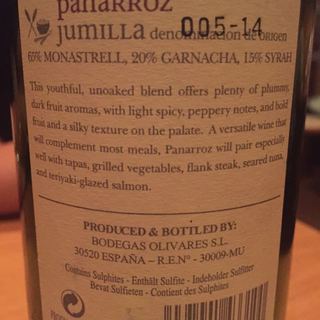 panarroz
005-14
jumilla denominación de origen
65% MONASTRELL, 20% GARNACHA, 15% SYRAH
This youthful, unoaked blend offers plenty of plummy,
dark fruit aromas, with light spicy, peppery notes, and bold
fruit and a silky texture on the palate. A versatile wine that
will complement most meals, Panarroz will pair especially
well with tapas, grilled vegetables, flank steak, seared tuna,
and teriyaki-glazed salmon.
PRODUCED & BOTTLED BY:
BODEGAS OLIVARES S.L.
30520 ESPAÑA – R.E.Nº - 30009-MU
Contains Sulphites - Enthält Sulfite - Indeholder Sulfitter
Bevat Sulfieten - Contient des Sulphites